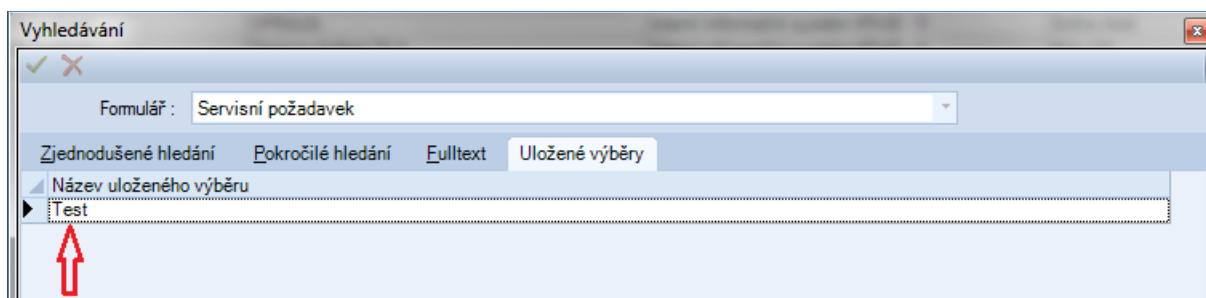 Vyhledávání
Formulář : Servisní požadavek
Zjednodušené hledání Pokročilé hledání Fulltext Uložené výběry
Název uloženého výběru
Test